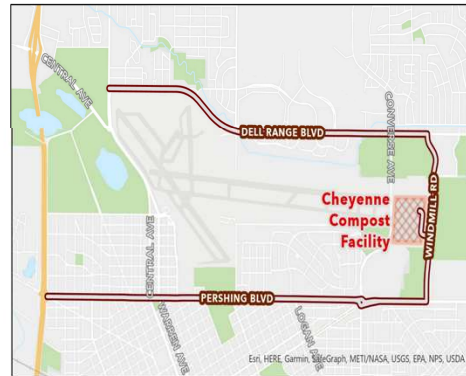 CENTRAL AVE
DELL RANGE BLVD
CONVERSE AVE
Cheyenne
Compost
Facility
WINDMILL RD
CENTRAL AVE
PERSHING BLVD
WARREN AVE
LOGAN AVE
Esri, HERE, Garmin, SafeGraph, METI/NASA, USGS, EPA, NPS, USDA